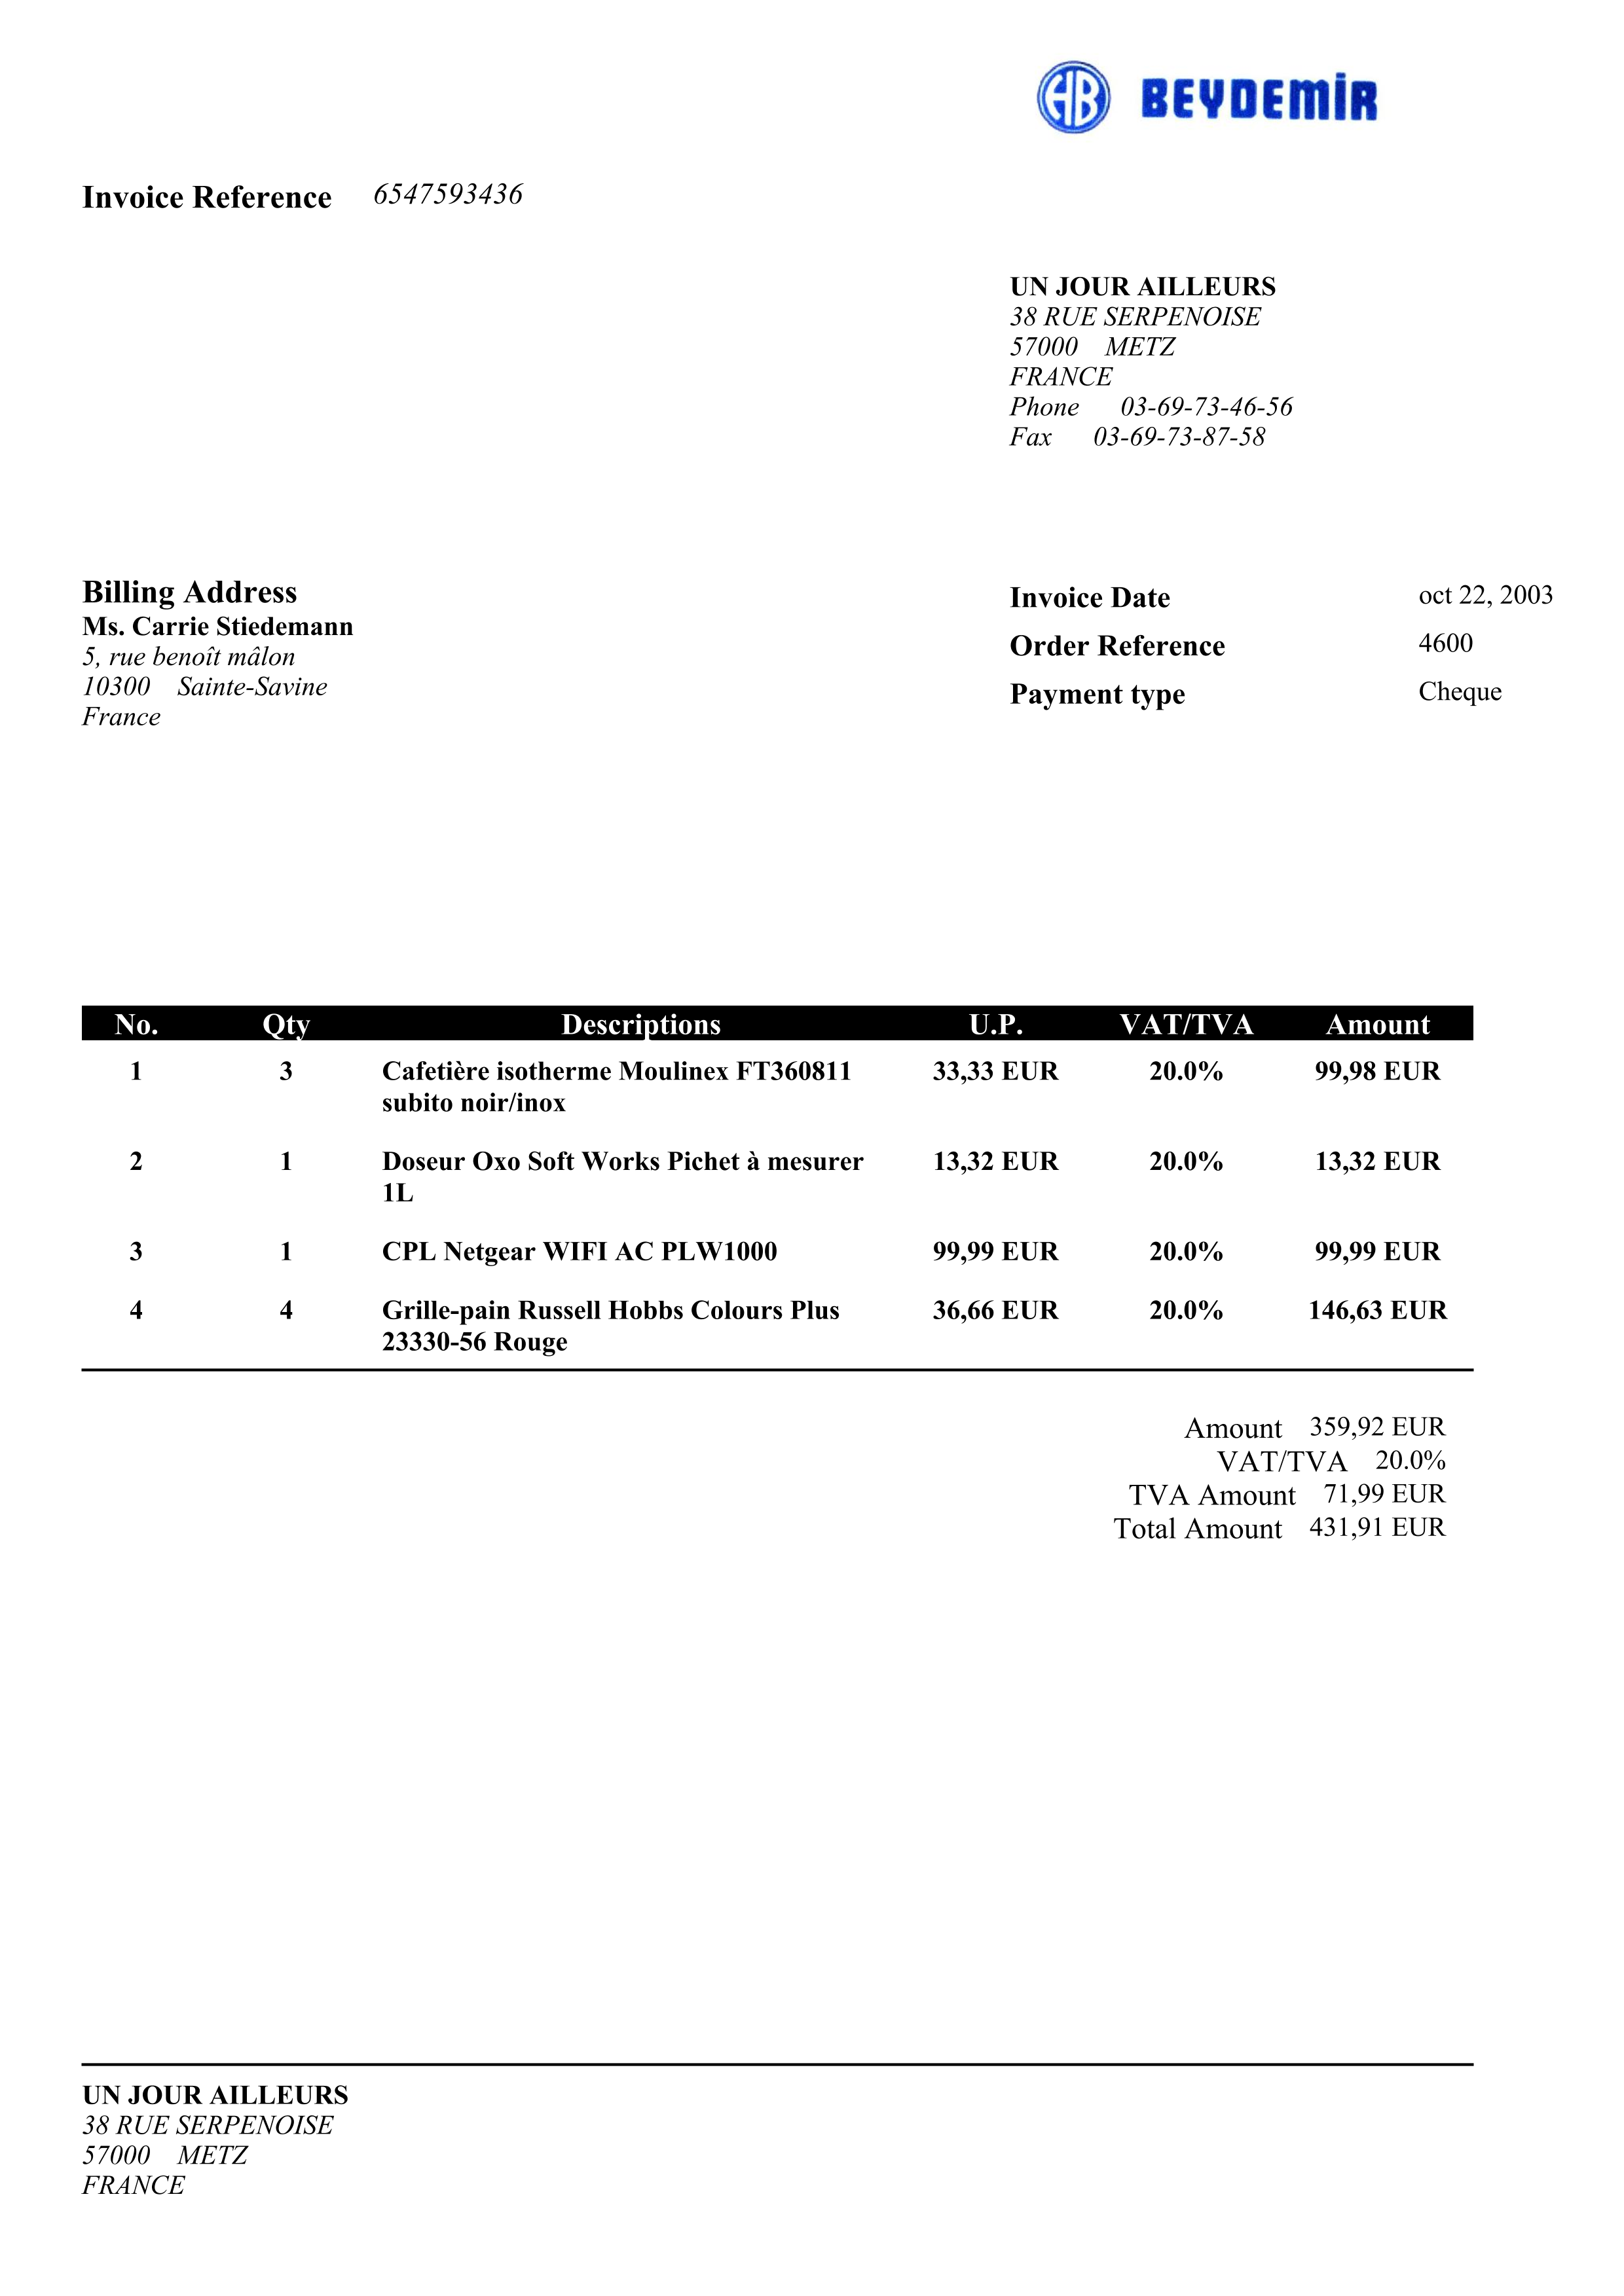 HB BEYDEMİR
Invoice Reference 6547593436
UN JOUR AILLEURS
38 RUE SERPENOISE
57000 METZ
FRANCE
Phone 03-69-73-46-56
Fax 03-69-73-87-58
Billing Address
Ms. Carrie Stiedemann
5, rue benoît mâlon
10300 Sainte-Savine
France
Invoice Date oct 22, 2003
Order Reference 4600
Payment type Cheque
No. Qty Descriptions U.P. VAT/TVA Amount
1 3 Cafetière isotherme Moulinex FT360811 33,33 EUR 20.0% 99,98 EUR
subito noir/inox
2 1 Doseur Oxo Soft Works Pichet à mesurer 13,32 EUR 20.0% 13,32 EUR
1L
3 1 CPL Netgear WIFI AC PLW1000 99,99 EUR 20.0% 99,99 EUR
4 4 Grille-pain Russell Hobbs Colours Plus 36,66 EUR 20.0% 146,63 EUR
23330-56 Rouge
Amount 359,92 EUR
VAT/TVA 20.0%
TVA Amount 71,99 EUR
Total Amount 431,91 EUR
UN JOUR AILLEURS
38 RUE SERPENOISE
57000 METZ
FRANCE